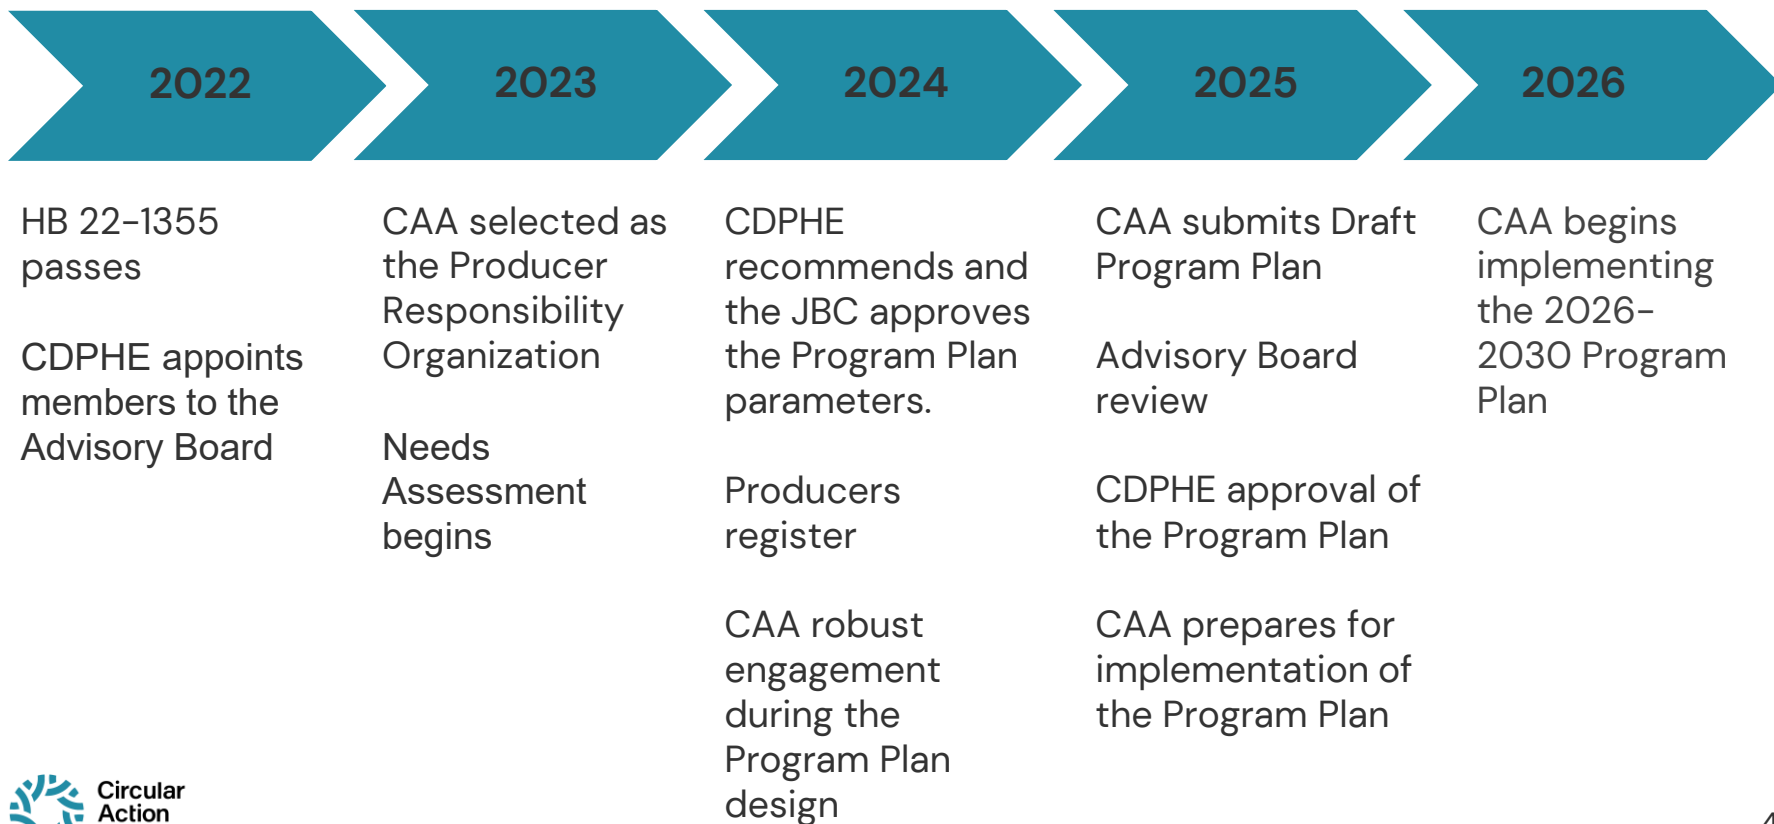 2022
2023
2024
2025
2026
HB 22-1355
passes
CDPHE appoints
members to the
Advisory Board
CAA selected as
the Producer
Responsibility
Organization
Needs
Assessment
begins
CDPHE
recommends and
the JBC approves
the Program Plan
parameters.
Producers
register
CAA robust
engagement
during the
Program Plan
design
CAA submits Draft
Program Plan
Advisory Board
review
CDPHE approval of
the Program Plan
CAA prepares for
implementation of
the Program Plan
CAA begins
implementing
the 2026-
2030 Program
Plan
Circular
Action